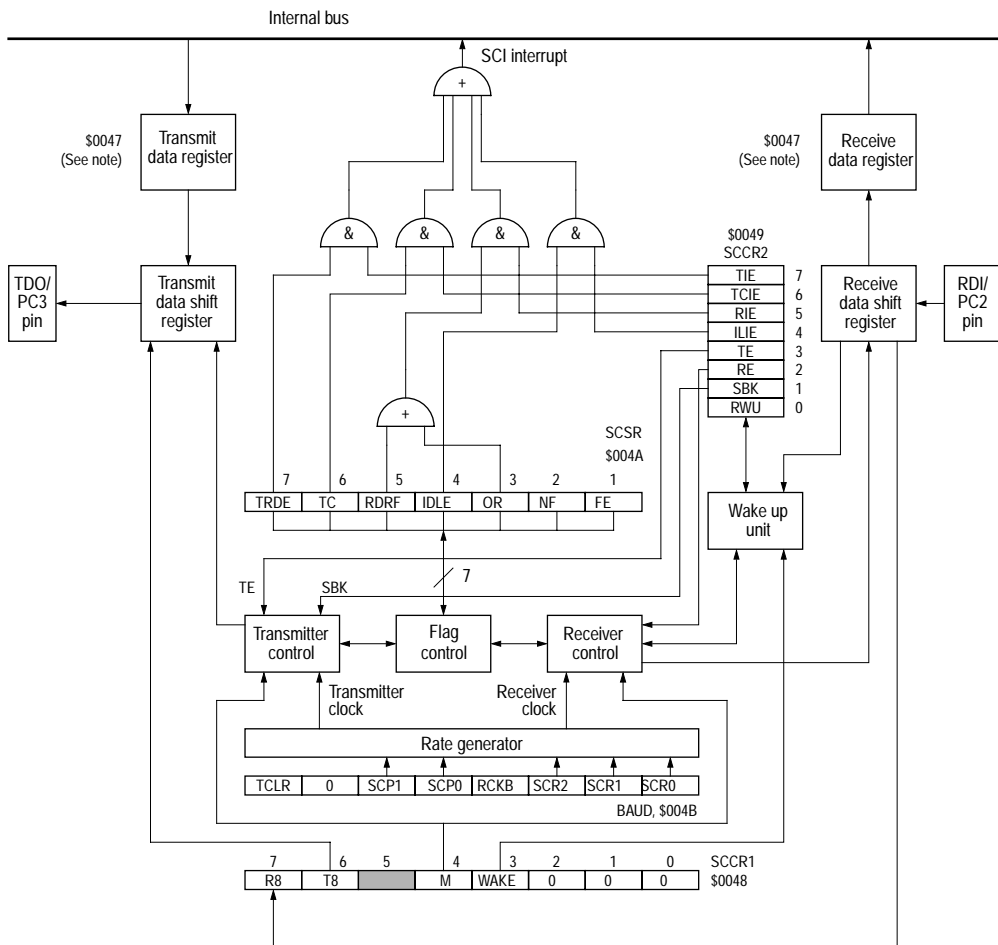 Internal bus
SCI interrupt
+
$0047
(See note)
Transmit
data register
$0047
(See note)
Receive
data register
&
&
&
&
$0049
SCCR2
TDO/
PC3
pin
Transmit
data shift
register
TIE 7
TCIE 6
RIE 5
ILIE 4
TE 3
RE 2
SBK 1
RWU 0
Receive
data shift
register
RDI/
PC2
pin
+
SCSR
$004A
7 6 5 4 3 2 1
TRDE TC RDRF IDLE OR NF FE
Wake up
unit
7
TE
SBK
Transmitter
control
Flag
control
Receiver
control
Transmitter
clock
Receiver
clock
Rate generator
TCLR 0 SCP1 SCP0 RCKB SCR2 SCR1 SCR0
BAUD, $004B
7 6 5 4 3 2 1 0 SCCR1
R8 T8 M WAKE 0 0 0 $0048